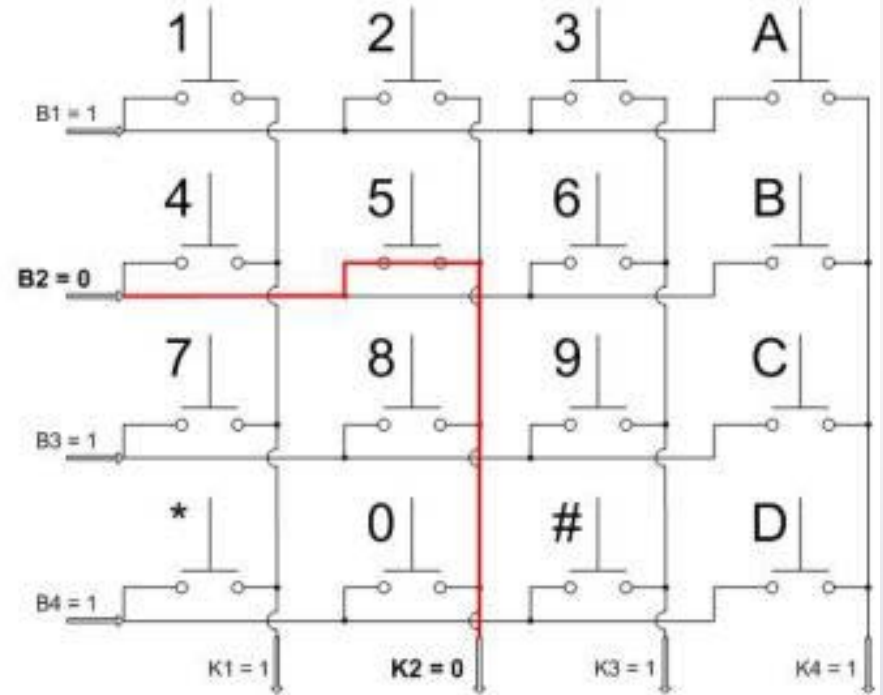 1 2 3 A
B1 = 1
4 5 6 B
B2 = 0
7 8 9 C
B3 = 1
* 0 # D
B4 = 1
K1 = 1 K2 = 0 K3 = 1 K4 = 1